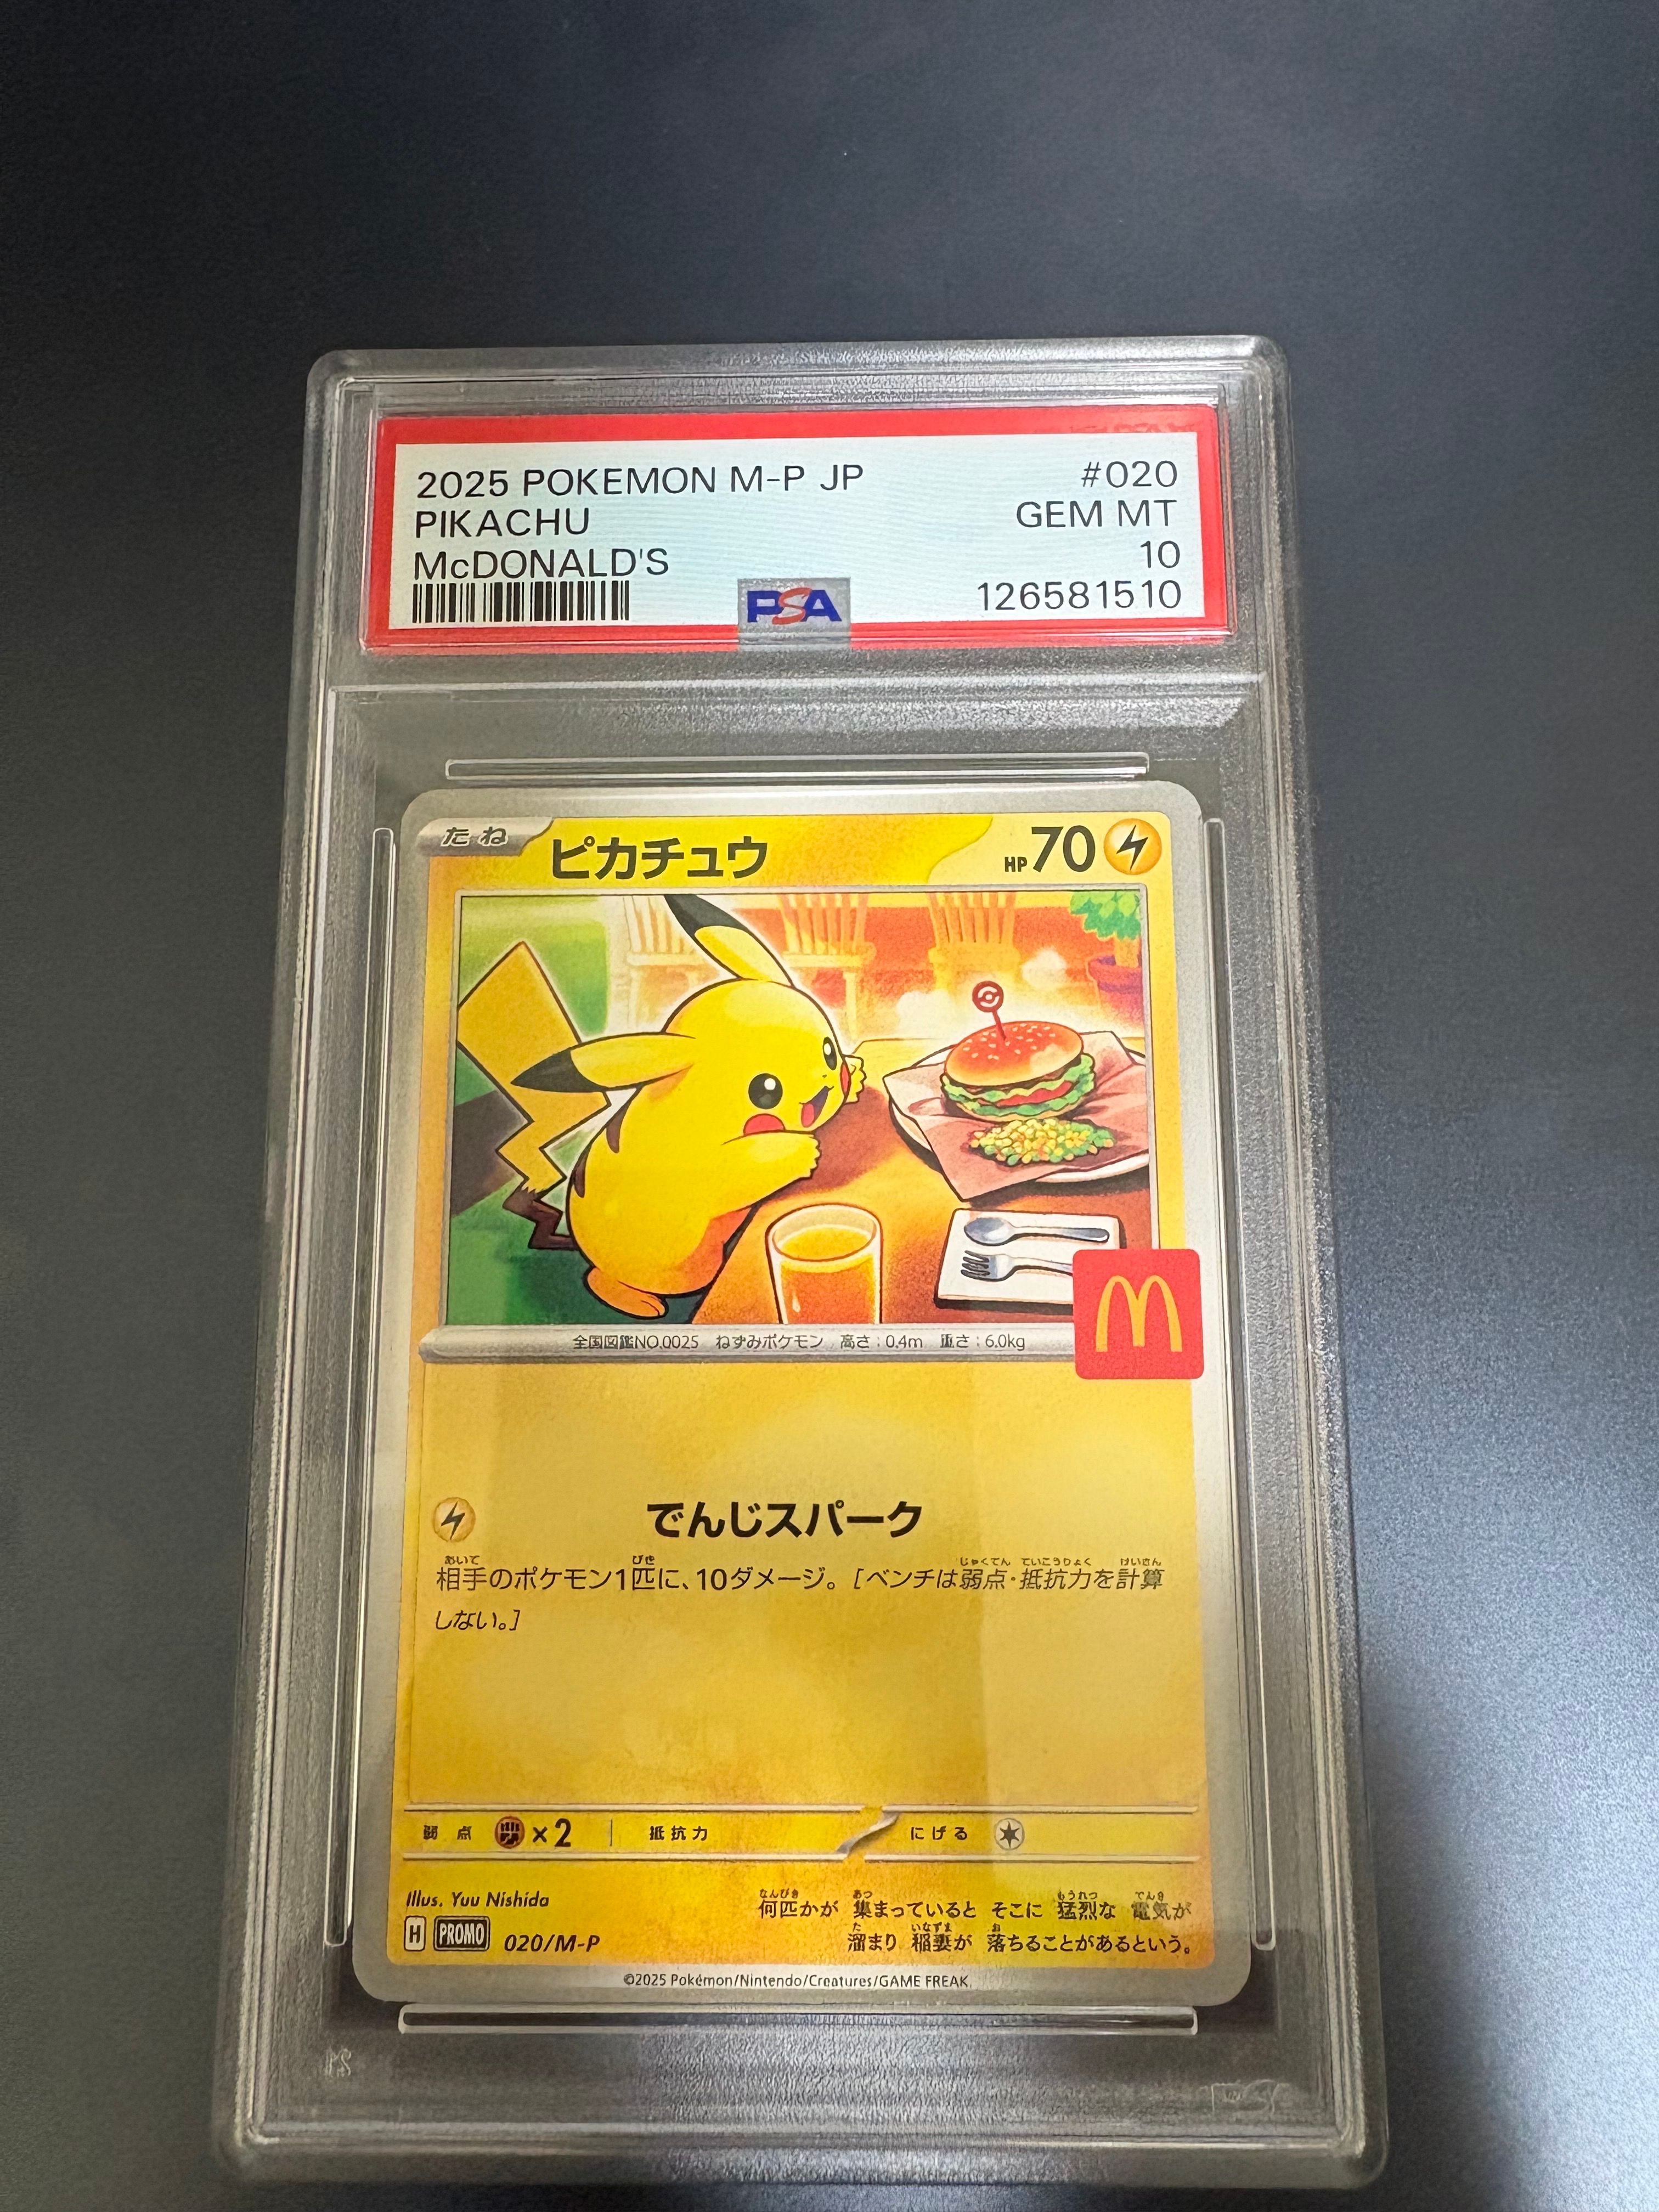 2025 POKEMON M-P JP #020
PIKACHU GEM MT
McDONALD'S 10
PSA 126581510
たね ピカチュウ HP70
全国図鑑NO.0025 ねずみポケモン 高さ：0.4m 重さ：6.0kg
でんじスパーク
相手のポケモン1匹に、10ダメージ。［ベンチは弱点・抵抗力を計算
しない。］
弱点 ×2 抵抗力 にげる
Illus. Yuu Nishida
何匹かが 集まっていると そこに 猛烈な 電気が
溜まり 稲妻が 落ちることがあるという。
H PROMO 020/M-P
©2025 Pokémon/Nintendo/Creatures/GAME FREAK.